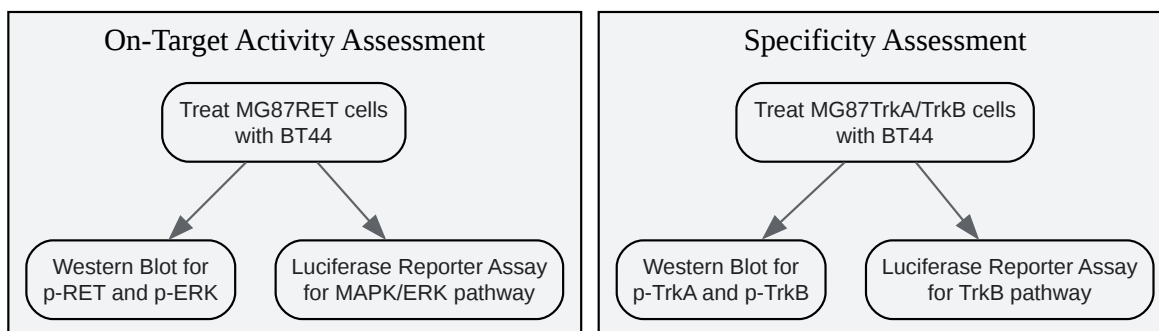 On-Target Activity Assessment
Treat MG87RET cells
with BT44
Western Blot for
p-RET and p-ERK
Luciferase Reporter Assay
for MAPK/ERK pathway
Specificity Assessment
Treat MG87TrkA/TrkB cells
with BT44
Western Blot for
p-TrkA and p-TrkB
Luciferase Reporter Assay
for TrkB pathway